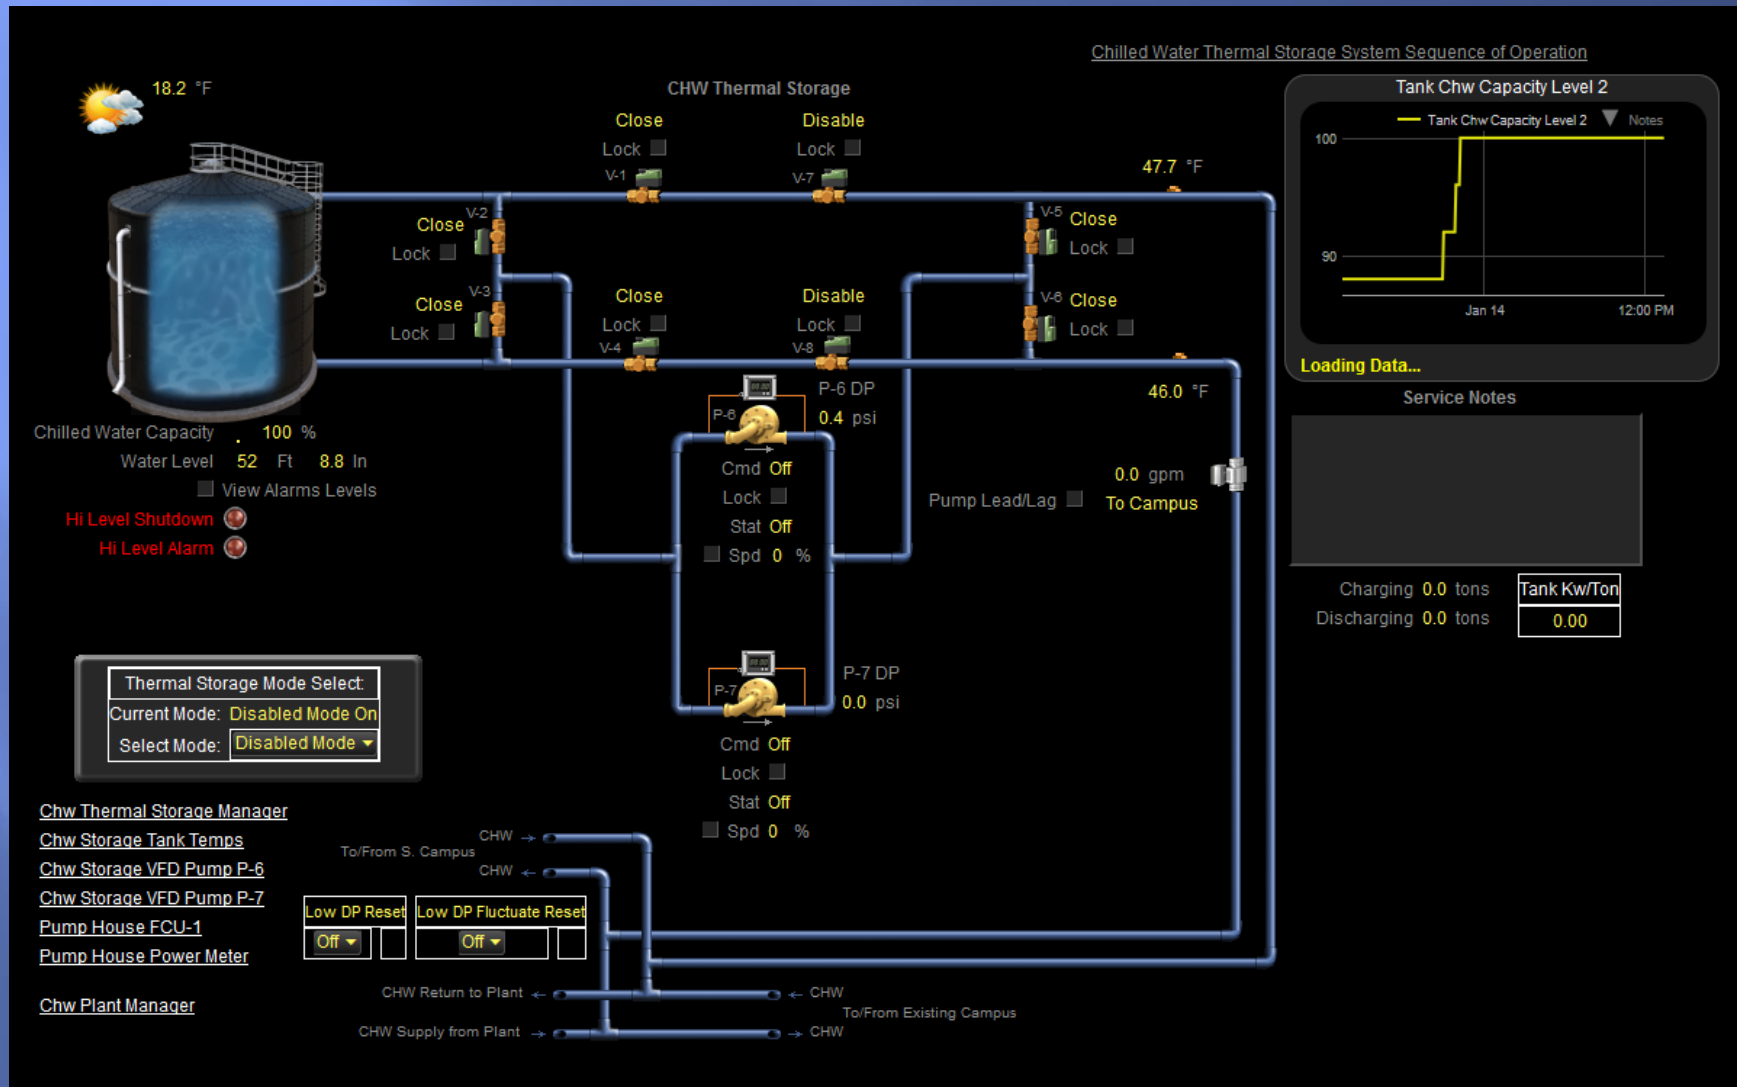 Chilled Water Thermal Storage System Sequence of Operation
18.2 °F
CHW Thermal Storage
Tank Chw Capacity Level 2
Tank Chw Capacity Level 2 Notes
100
90
Jan 14 12:00 PM
Loading Data...
Close
Lock
V-1
Disable
Lock
V-7
47.7 °F
V-2
Close
Lock
V-5
Close
Lock
V-3
Close
Lock
Close
Lock
V-4
Disable
Lock
V-8
V-6
Close
Lock
46.0 °F
P-6 DP
0.4 psi
P-6
Cmd Off
Lock
Stat Off
Spd 0 %
Service Notes
Chilled Water Capacity 100 %
Water Level 52 Ft 8.8 In
View Alarms Levels
Hi Level Shutdown
Hi Level Alarm
0.0 gpm
Pump Lead/Lag To Campus
Charging 0.0 tons
Discharging 0.0 tons
Tank Kw/Ton
0.00
P-7 DP
0.0 psi
P-7
Cmd Off
Lock
Stat Off
Spd 0 %
Thermal Storage Mode Select:
Current Mode: Disabled Mode On
Select Mode: Disabled Mode
Chw Thermal Storage Manager
Chw Storage Tank Temps
Chw Storage VFD Pump P-6
Chw Storage VFD Pump P-7
Pump House FCU-1
Pump House Power Meter
Chw Plant Manager
CHW
To/From S. Campus
CHW
Low DP Reset
Off
Low DP Fluctuate Reset
Off
CHW Return to Plant
CHW
To/From Existing Campus
CHW Supply from Plant
CHW